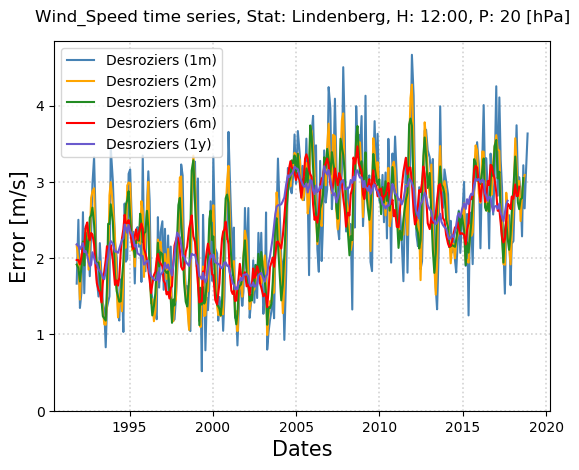 Wind_Speed time series, Stat: Lindenberg, H: 12:00, P: 20 [hPa]
Desroziers (1m)
Desroziers (2m)
Desroziers (3m)
Desroziers (6m)
Desroziers (1y)
Error [m/s]
4
3
2
1
0
1995 2000 2005 2010 2015 2020
Dates